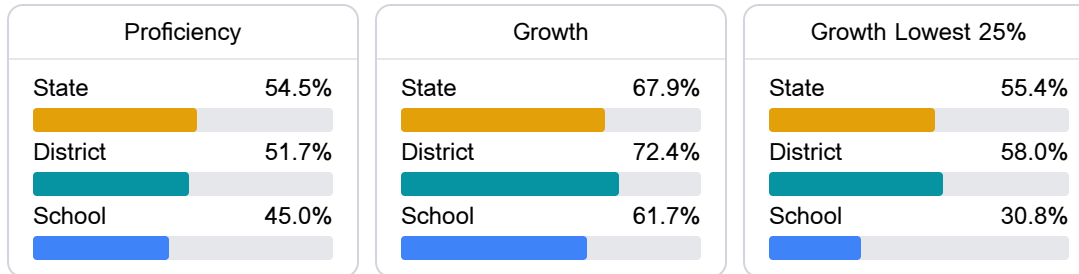 Proficiency
State 54.5%
District 51.7%
School 45.0%
Growth
State 67.9%
District 72.4%
School 61.7%
Growth Lowest 25%
State 55.4%
District 58.0%
School 30.8%